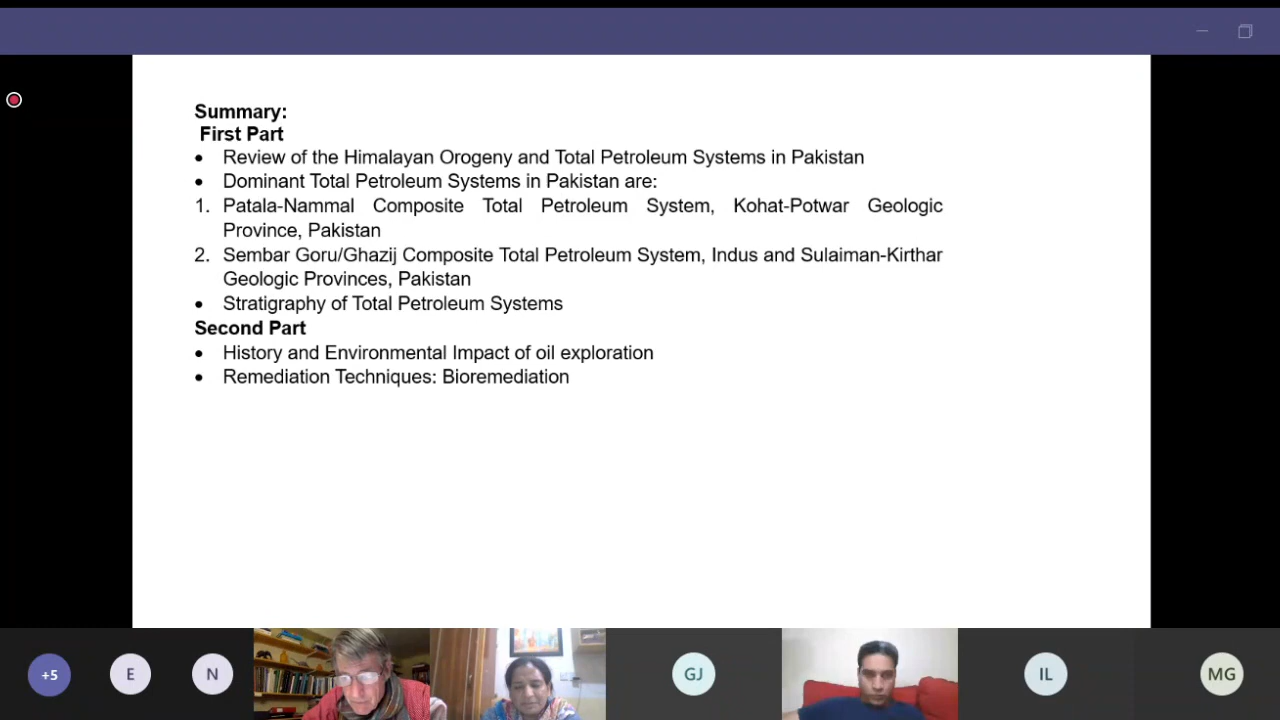 Summary:
First Part
• Review of the Himalayan Orogeny and Total Petroleum Systems in Pakistan
• Dominant Total Petroleum Systems in Pakistan are:
1. Patala-Nammal Composite Total Petroleum System, Kohat-Potwar Geologic
Province, Pakistan
2. Sembar Goru/Ghazij Composite Total Petroleum System, Indus and Sulaiman-Kirthar
Geologic Provinces, Pakistan
• Stratigraphy of Total Petroleum Systems
Second Part
• History and Environmental Impact of oil exploration
• Remediation Techniques: Bioremediation
+5
E
N
GJ
IL
MG